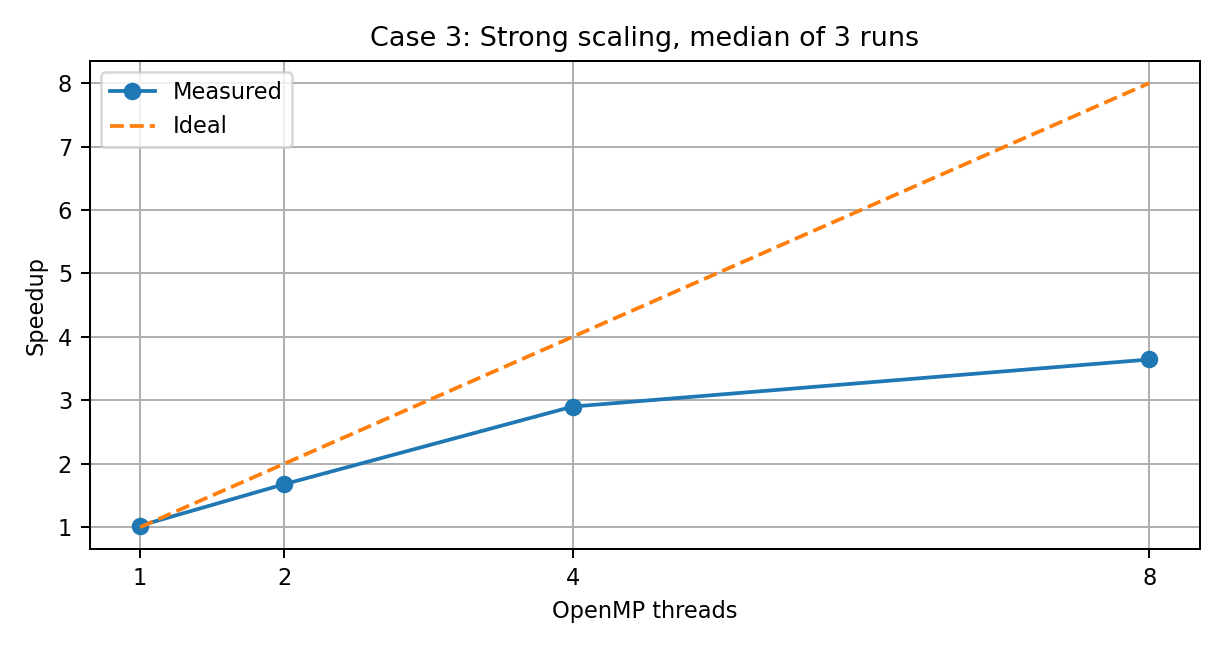 Case 3: Strong scaling, median of 3 runs
Measured
Ideal
8
7
6
5
4
3
2
1
Speedup
1 2 4 8
OpenMP threads